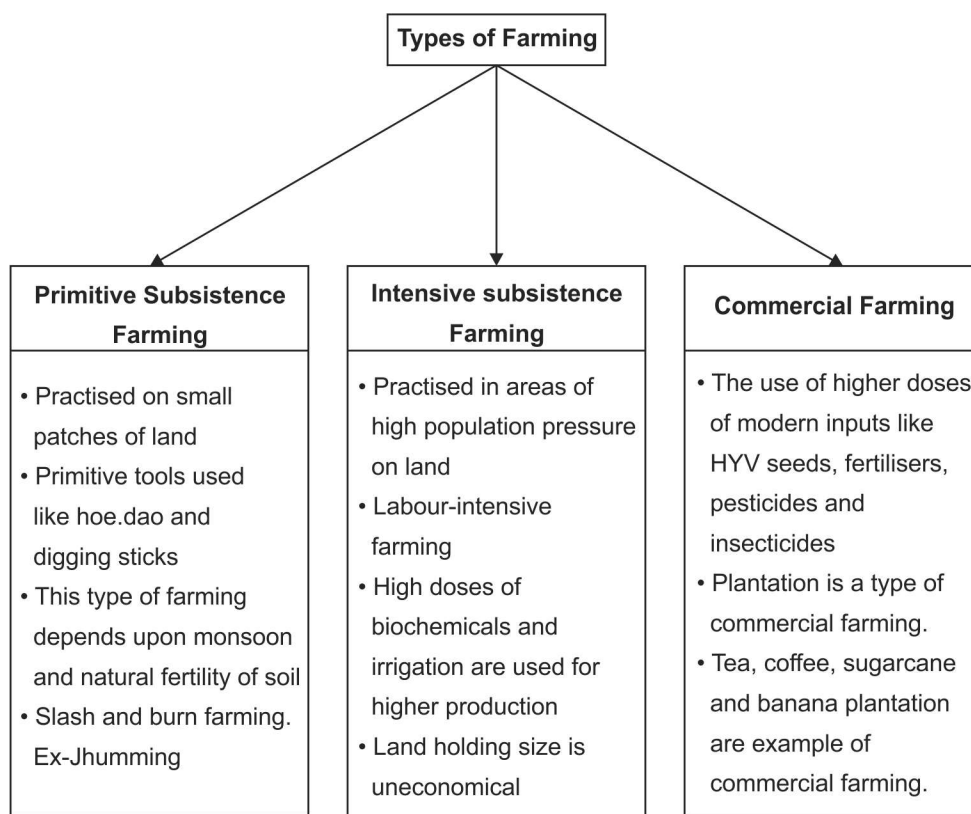 Types of Farming
Primitive Subsistence
Farming
• Practised on small
patches of land
• Primitive tools used
like hoe.dao and
digging sticks
• This type of farming
depends upon monsoon
and natural fertility of soil
• Slash and burn farming.
Ex-Jhumming
Intensive subsistence
Farming
• Practised in areas of
high population pressure
on land
• Labour-intensive
farming
• High doses of
biochemicals and
irrigation are used for
higher production
• Land holding size is
uneconomical
Commercial Farming
• The use of higher doses
of modern inputs like
HYV seeds, fertilisers,
pesticides and
insecticides
• Plantation is a type of
commercial farming.
• Tea, coffee, sugarcane
and banana plantation
are example of
commercial farming.